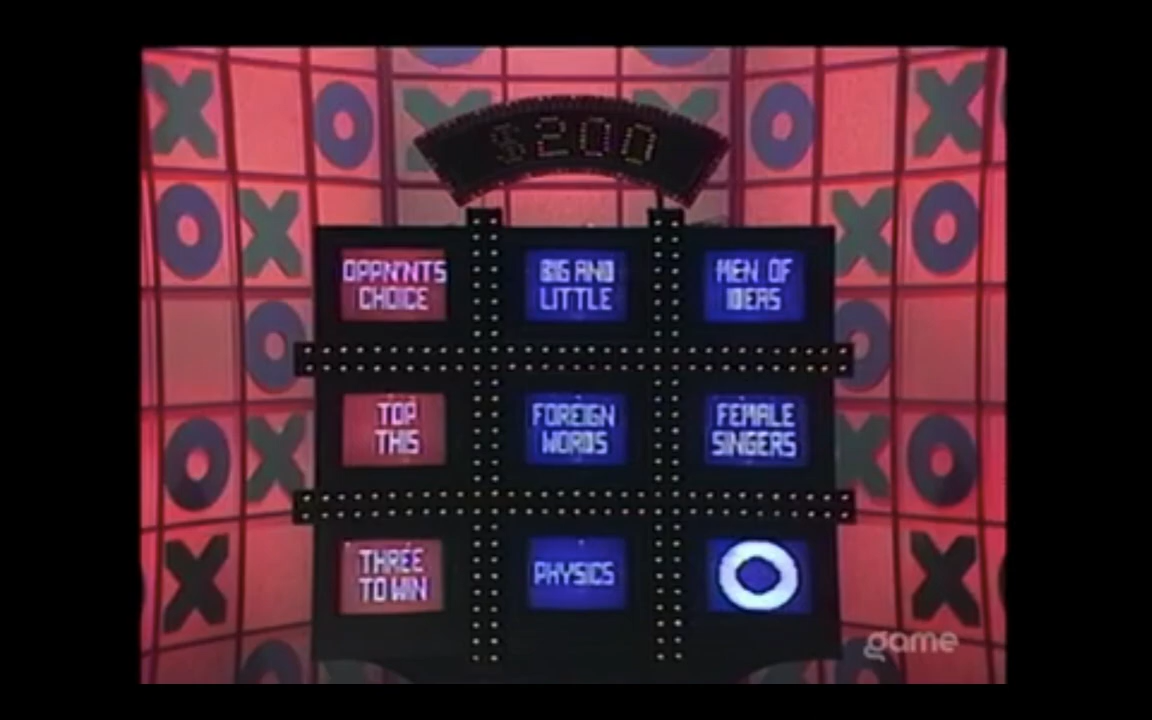 $200
OPPN'NTS
CHOICE
BIG AND
LITTLE
MEN OF
IDEAS
TOP
THIS
FOREIGN
WORDS
FEMALE
SINGERS
THREE
TO WIN
PHYSICS
O
game